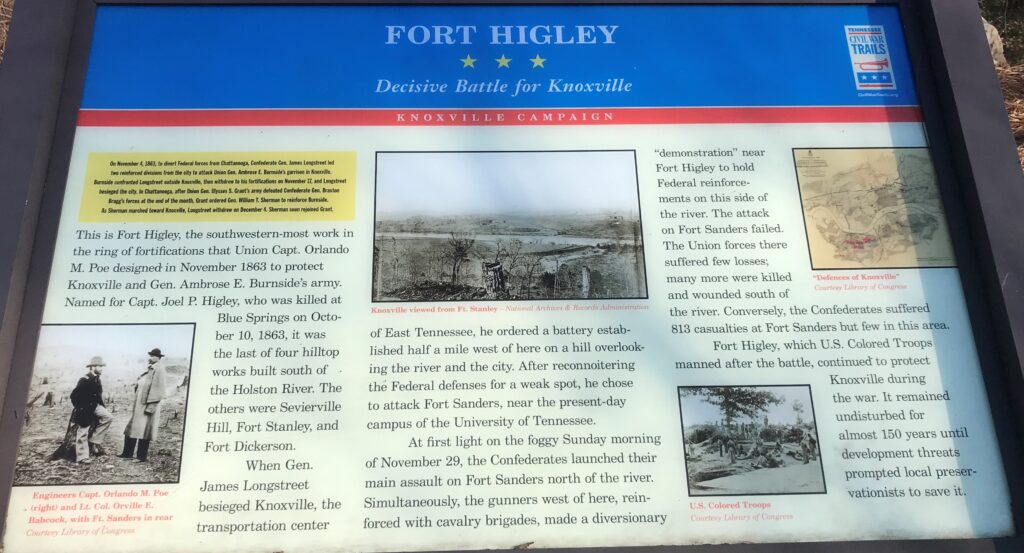 FORT HIGLEY
Decisive Battle for Knoxville
TENNESSEE
CIVIL WAR
TRAILS
CivilWarTrails.org
KNOXVILLE CAMPAIGN
On November 4, 1863, to divert Federal forces from Chattanooga, Confederate Gen. James Longstreet led
two reinforced divisions from the city to attack Union Gen. Ambrose E. Burnside's garrison in Knoxville.
Burnside confronted Longstreet outside Knoxville, then withdrew to his fortifications on November 17, and Longstreet
besieged the city. In Chattanooga, after Union Gen. Ulysses S. Grant's army defeated Confederate Gen. Braxton
Bragg's forces at the end of the month, Grant ordered Gen. William T. Sherman to reinforce Burnside.
As Sherman marched toward Knoxville, Longstreet withdrew on December 4. Sherman soon rejoined Grant.
This is Fort Higley, the southwestern-most work in
the ring of fortifications that Union Capt. Orlando
M. Poe designed in November 1863 to protect
Knoxville and Gen. Ambrose E. Burnside's army.
Named for Capt. Joel P. Higley, who was killed at
Blue Springs on Octo-
ber 10, 1863, it was
the last of four hilltop
works built south of
the Holston River. The
others were Sevierville
Hill, Fort Stanley, and
Fort Dickerson.
When Gen.
James Longstreet
besieged Knoxville, the
transportation center
Engineers Capt. Orlando M. Poe
(right) and Lt. Col. Orville E.
Babcock, with Ft. Sanders in rear
Courtesy Library of Congress
Knoxville viewed from Ft. Stanley – National Archives & Records Administration
of East Tennessee, he ordered a battery estab-
lished half a mile west of here on a hill overlook-
ing the river and the city. After reconnoitering
the Federal defenses for a weak spot, he chose
to attack Fort Sanders, near the present-day
campus of the University of Tennessee.
At first light on the foggy Sunday morning
of November 29, the Confederates launched their
main assault on Fort Sanders north of the river.
Simultaneously, the gunners west of here, rein-
forced with cavalry brigades, made a diversionary
"demonstration" near
Fort Higley to hold
Federal reinforce-
ments on this side of
the river. The attack
on Fort Sanders failed.
The Union forces there
suffered few losses;
many more were killed
and wounded south of
the river. Conversely, the Confederates suffered
813 casualties at Fort Sanders but few in this area.
Fort Higley, which U.S. Colored Troops
manned after the battle, continued to protect
Knoxville during
the war. It remained
undisturbed for
almost 150 years until
development threats
prompted local preser-
vationists to save it.
"Defences of Knoxville"
Courtesy Library of Congress
U.S. Colored Troops
Courtesy Library of Congress